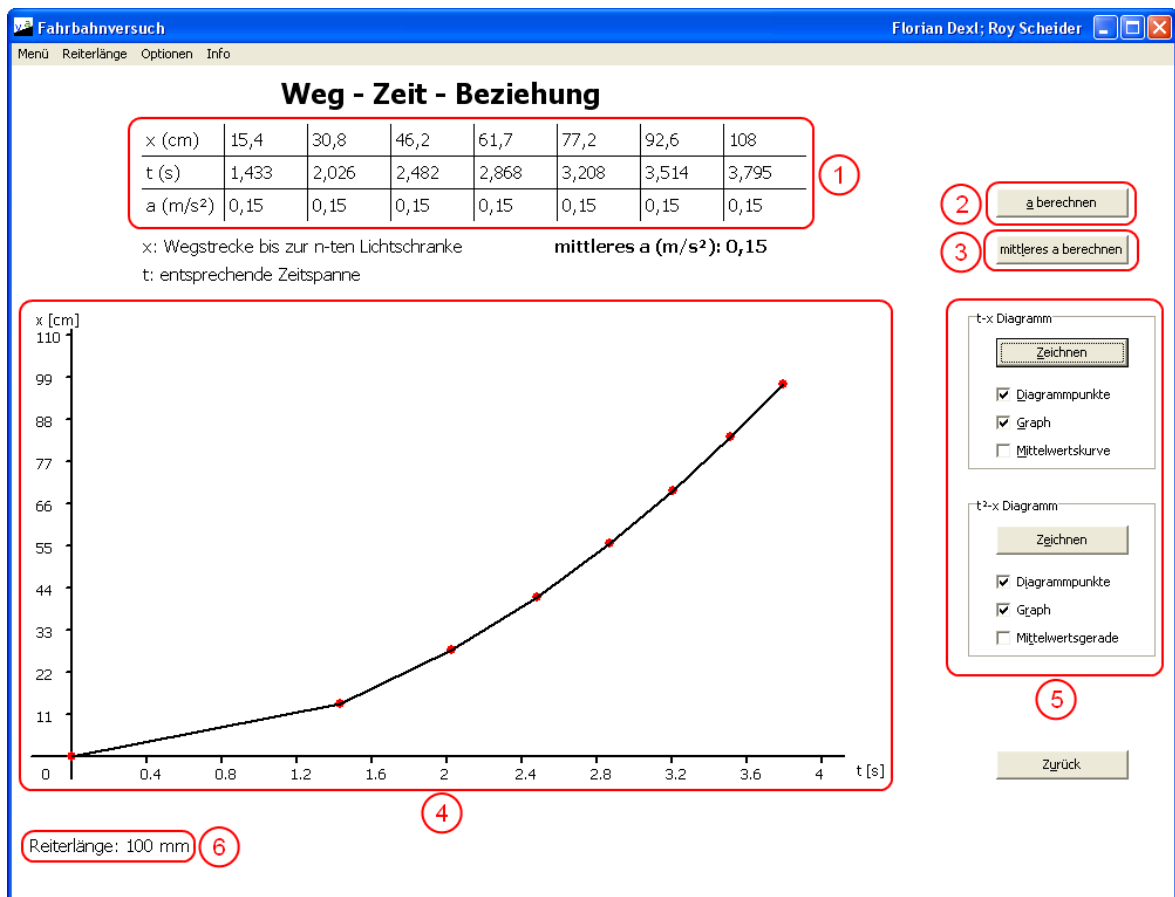 Fahrbahnversuch Florian Dexl; Roy Scheider
Menü Reiterlänge Optionen Info
Weg - Zeit - Beziehung
x (cm) 15,4 30,8 46,2 61,7 77,2 92,6 108
t (s) 1,433 2,026 2,482 2,868 3,208 3,514 3,795
a (m/s²) 0,15 0,15 0,15 0,15 0,15 0,15 0,15
1
x: Wegstrecke bis zur n-ten Lichtschranke mittleres a (m/s²): 0,15
t: entsprechende Zeitspanne
2 a berechnen
3 mittleres a berechnen
x [cm]
110
99
88
77
66
55
44
33
22
11
0 0.4 0.8 1.2 1.6 2 2.4 2.8 3.2 3.6 4 t [s]
4
t-x Diagramm
Zeichnen
Diagrammpunkte
Graph
Mittelwertskurve
t²-x Diagramm
Zeichnen
Diagrammpunkte
Graph
Mittelwertsgerade
5
Zurück
Reiterlänge: 100 mm 6